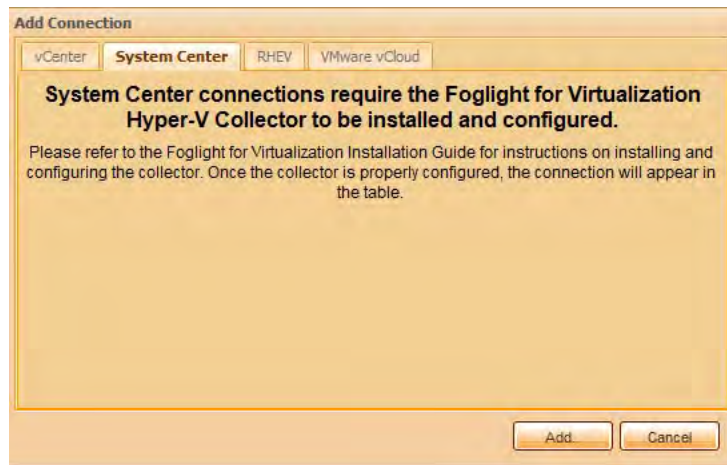 Add Connection
vCenter System Center RHEV VMware vCloud
System Center connections require the Foglight for Virtualization
Hyper-V Collector to be installed and configured.
Please refer to the Foglight for Virtualization Installation Guide for instructions on installing and
configuring the collector. Once the collector is properly configured, the connection will appear in
the table.
Add... Cancel